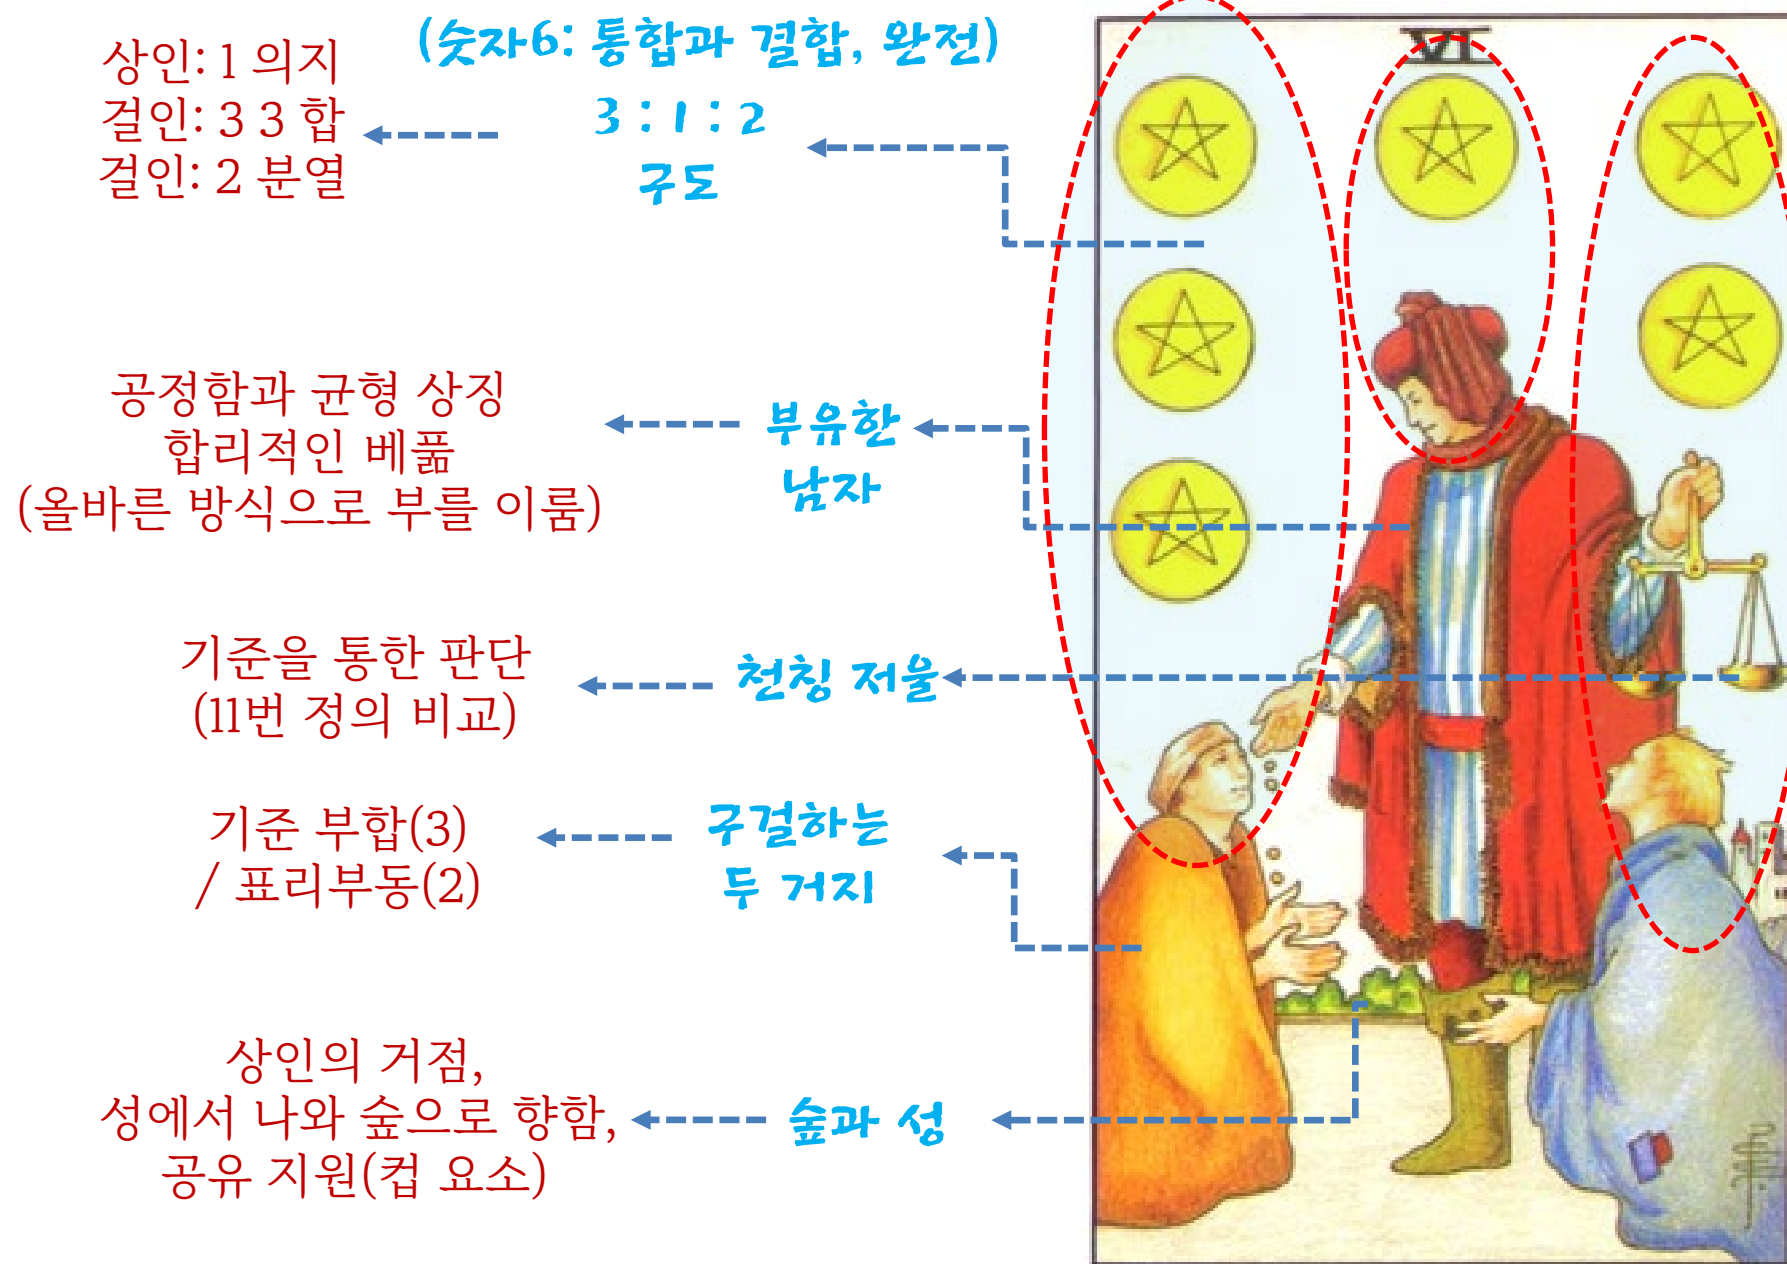 (숫자6: 통합과 결합, 완전)
3 : 1 : 2
구도
상인: 1 의지
걸인: 3 3 합
걸인: 2 분열
VI
부유한
남자
공정함과 균형 상징
합리적인 베풂
(올바른 방식으로 부를 이룸)
천칭 저울
기준을 통한 판단
(11번 정의 비교)
구걸하는
두 거지
기준 부합(3)
/ 표리부동(2)
숲과 성
상인의 거점,
성에서 나와 숲으로 향함,
공유 지원(컵 요소)